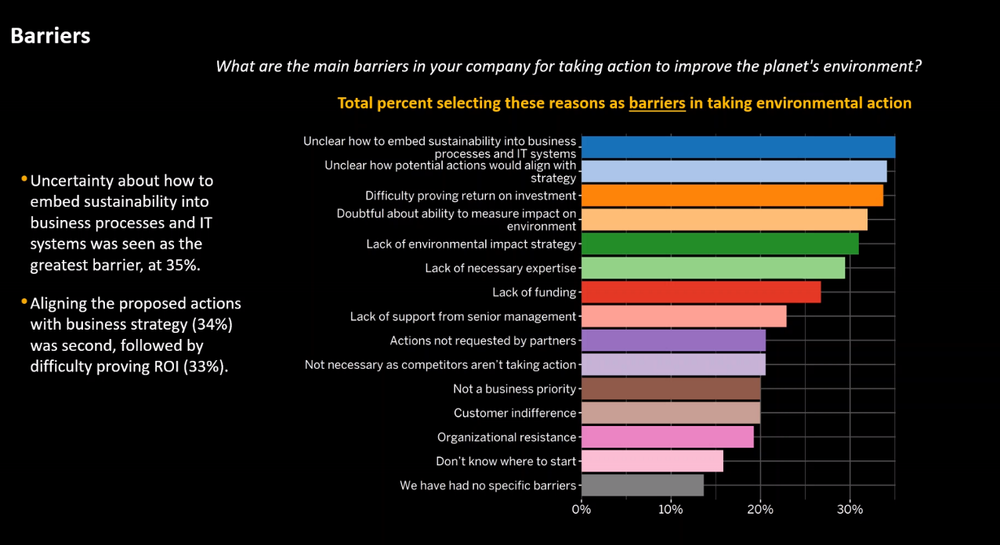 Barriers
What are the main barriers in your company for taking action to improve the planet's environment?
Total percent selecting these reasons as barriers in taking environmental action
•Uncertainty about how to
embed sustainability into
business processes and IT
systems was seen as the
greatest barrier, at 35%.
•Aligning the proposed actions
with business strategy (34%)
was second, followed by
difficulty proving ROI (33%).
Unclear how to embed sustainability into business
processes and IT systems
Unclear how potential actions would align with
strategy
Difficulty proving return on investment
Doubtful about ability to measure impact on
environment
Lack of environmental impact strategy
Lack of necessary expertise
Lack of funding
Lack of support from senior management
Actions not requested by partners
Not necessary as competitors aren't taking action
Not a business priority
Customer indifference
Organizational resistance
Don't know where to start
We have had no specific barriers
0% 10% 20% 30%